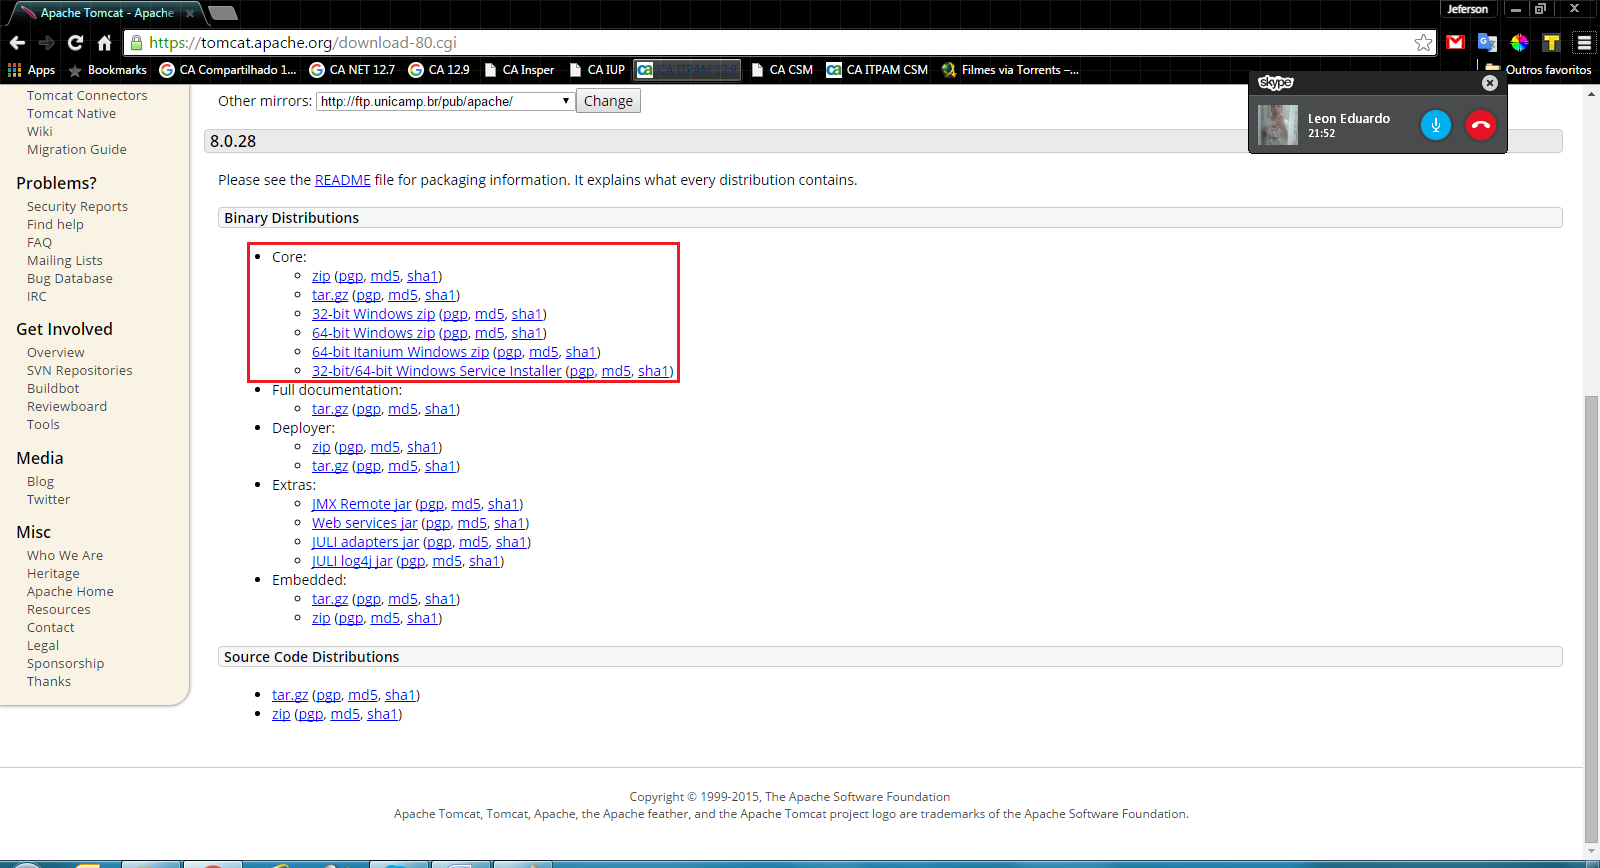 Apache Tomcat - Apache
Jeferson
https://tomcat.apache.org/download-80.cgi
Apps Bookmarks CA Compartilhado 1... CA NET 12.7 CA 12.9 CA Insper CA IUP CA ITPAM 12.9 CA CSM CA ITPAM CSM Filmes via Torrents –... Outros favoritos
skype
Leon Eduardo
21:52
Tomcat Connectors
Tomcat Native
Wiki
Migration Guide
Problems?
Security Reports
Find help
FAQ
Mailing Lists
Bug Database
IRC
Get Involved
Overview
SVN Repositories
Buildbot
Reviewboard
Tools
Media
Blog
Twitter
Misc
Who We Are
Heritage
Apache Home
Resources
Contact
Legal
Sponsorship
Thanks
Other mirrors: http://ftp.unicamp.br/pub/apache/ Change
8.0.28
Please see the README file for packaging information. It explains what every distribution contains.
Binary Distributions
Core:
zip (pgp, md5, sha1)
tar.gz (pgp, md5, sha1)
32-bit Windows zip (pgp, md5, sha1)
64-bit Windows zip (pgp, md5, sha1)
64-bit Itanium Windows zip (pgp, md5, sha1)
32-bit/64-bit Windows Service Installer (pgp, md5, sha1)
Full documentation:
tar.gz (pgp, md5, sha1)
Deployer:
zip (pgp, md5, sha1)
tar.gz (pgp, md5, sha1)
Extras:
JMX Remote jar (pgp, md5, sha1)
Web services jar (pgp, md5, sha1)
JULI adapters jar (pgp, md5, sha1)
JULI log4j jar (pgp, md5, sha1)
Embedded:
tar.gz (pgp, md5, sha1)
zip (pgp, md5, sha1)
Source Code Distributions
tar.gz (pgp, md5, sha1)
zip (pgp, md5, sha1)
Copyright © 1999-2015, The Apache Software Foundation
Apache Tomcat, Tomcat, Apache, the Apache feather, and the Apache Tomcat project logo are trademarks of the Apache Software Foundation.